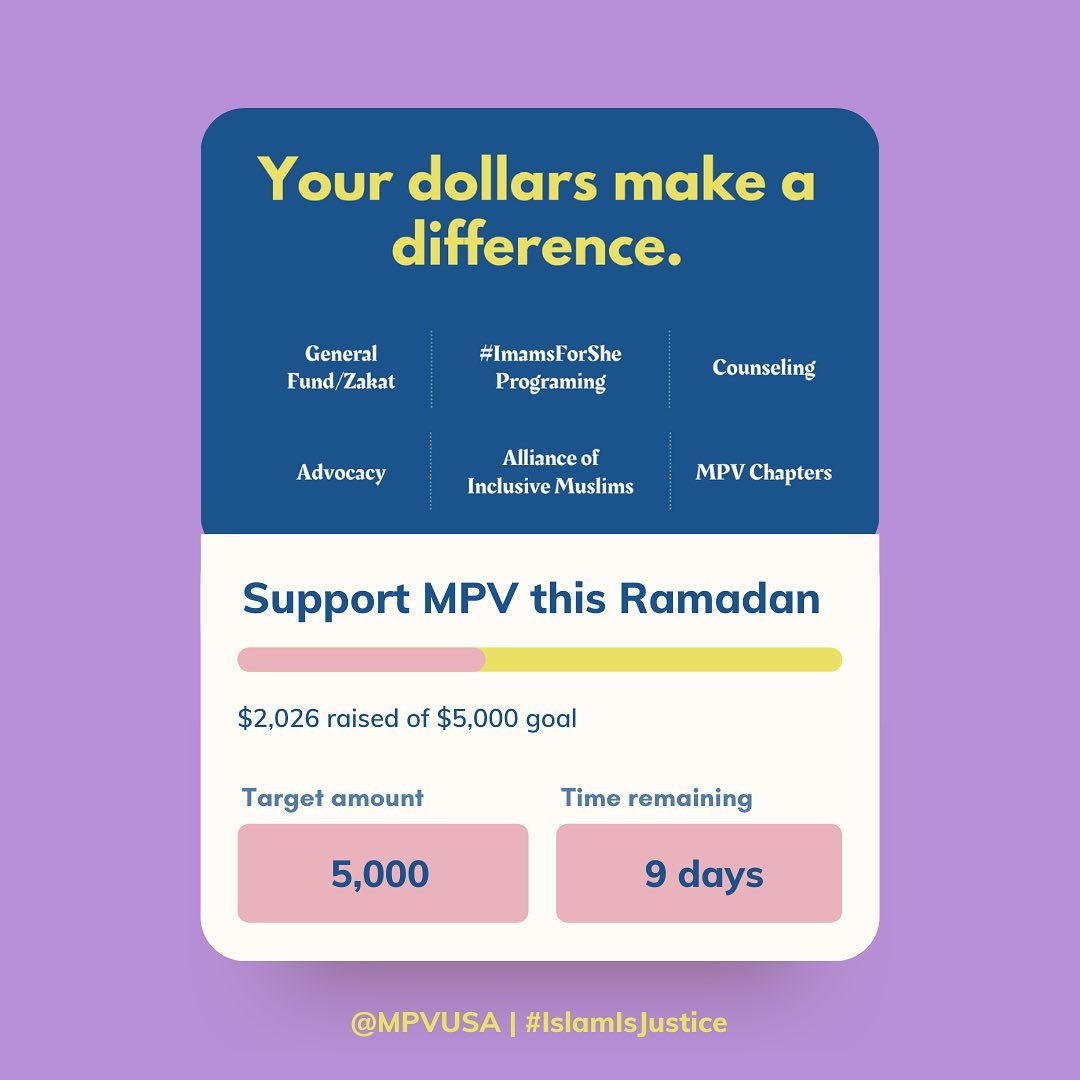 Your dollars make a
difference.
General
Fund/Zakat
#ImamsForShe
Programing
Counseling
Advocacy
Alliance of
Inclusive Muslims
MPV Chapters
Support MPV this Ramadan
$2,026 raised of $5,000 goal
Target amount
Time remaining
5,000
9 days
@MPVUSA | #IslamIsJustice